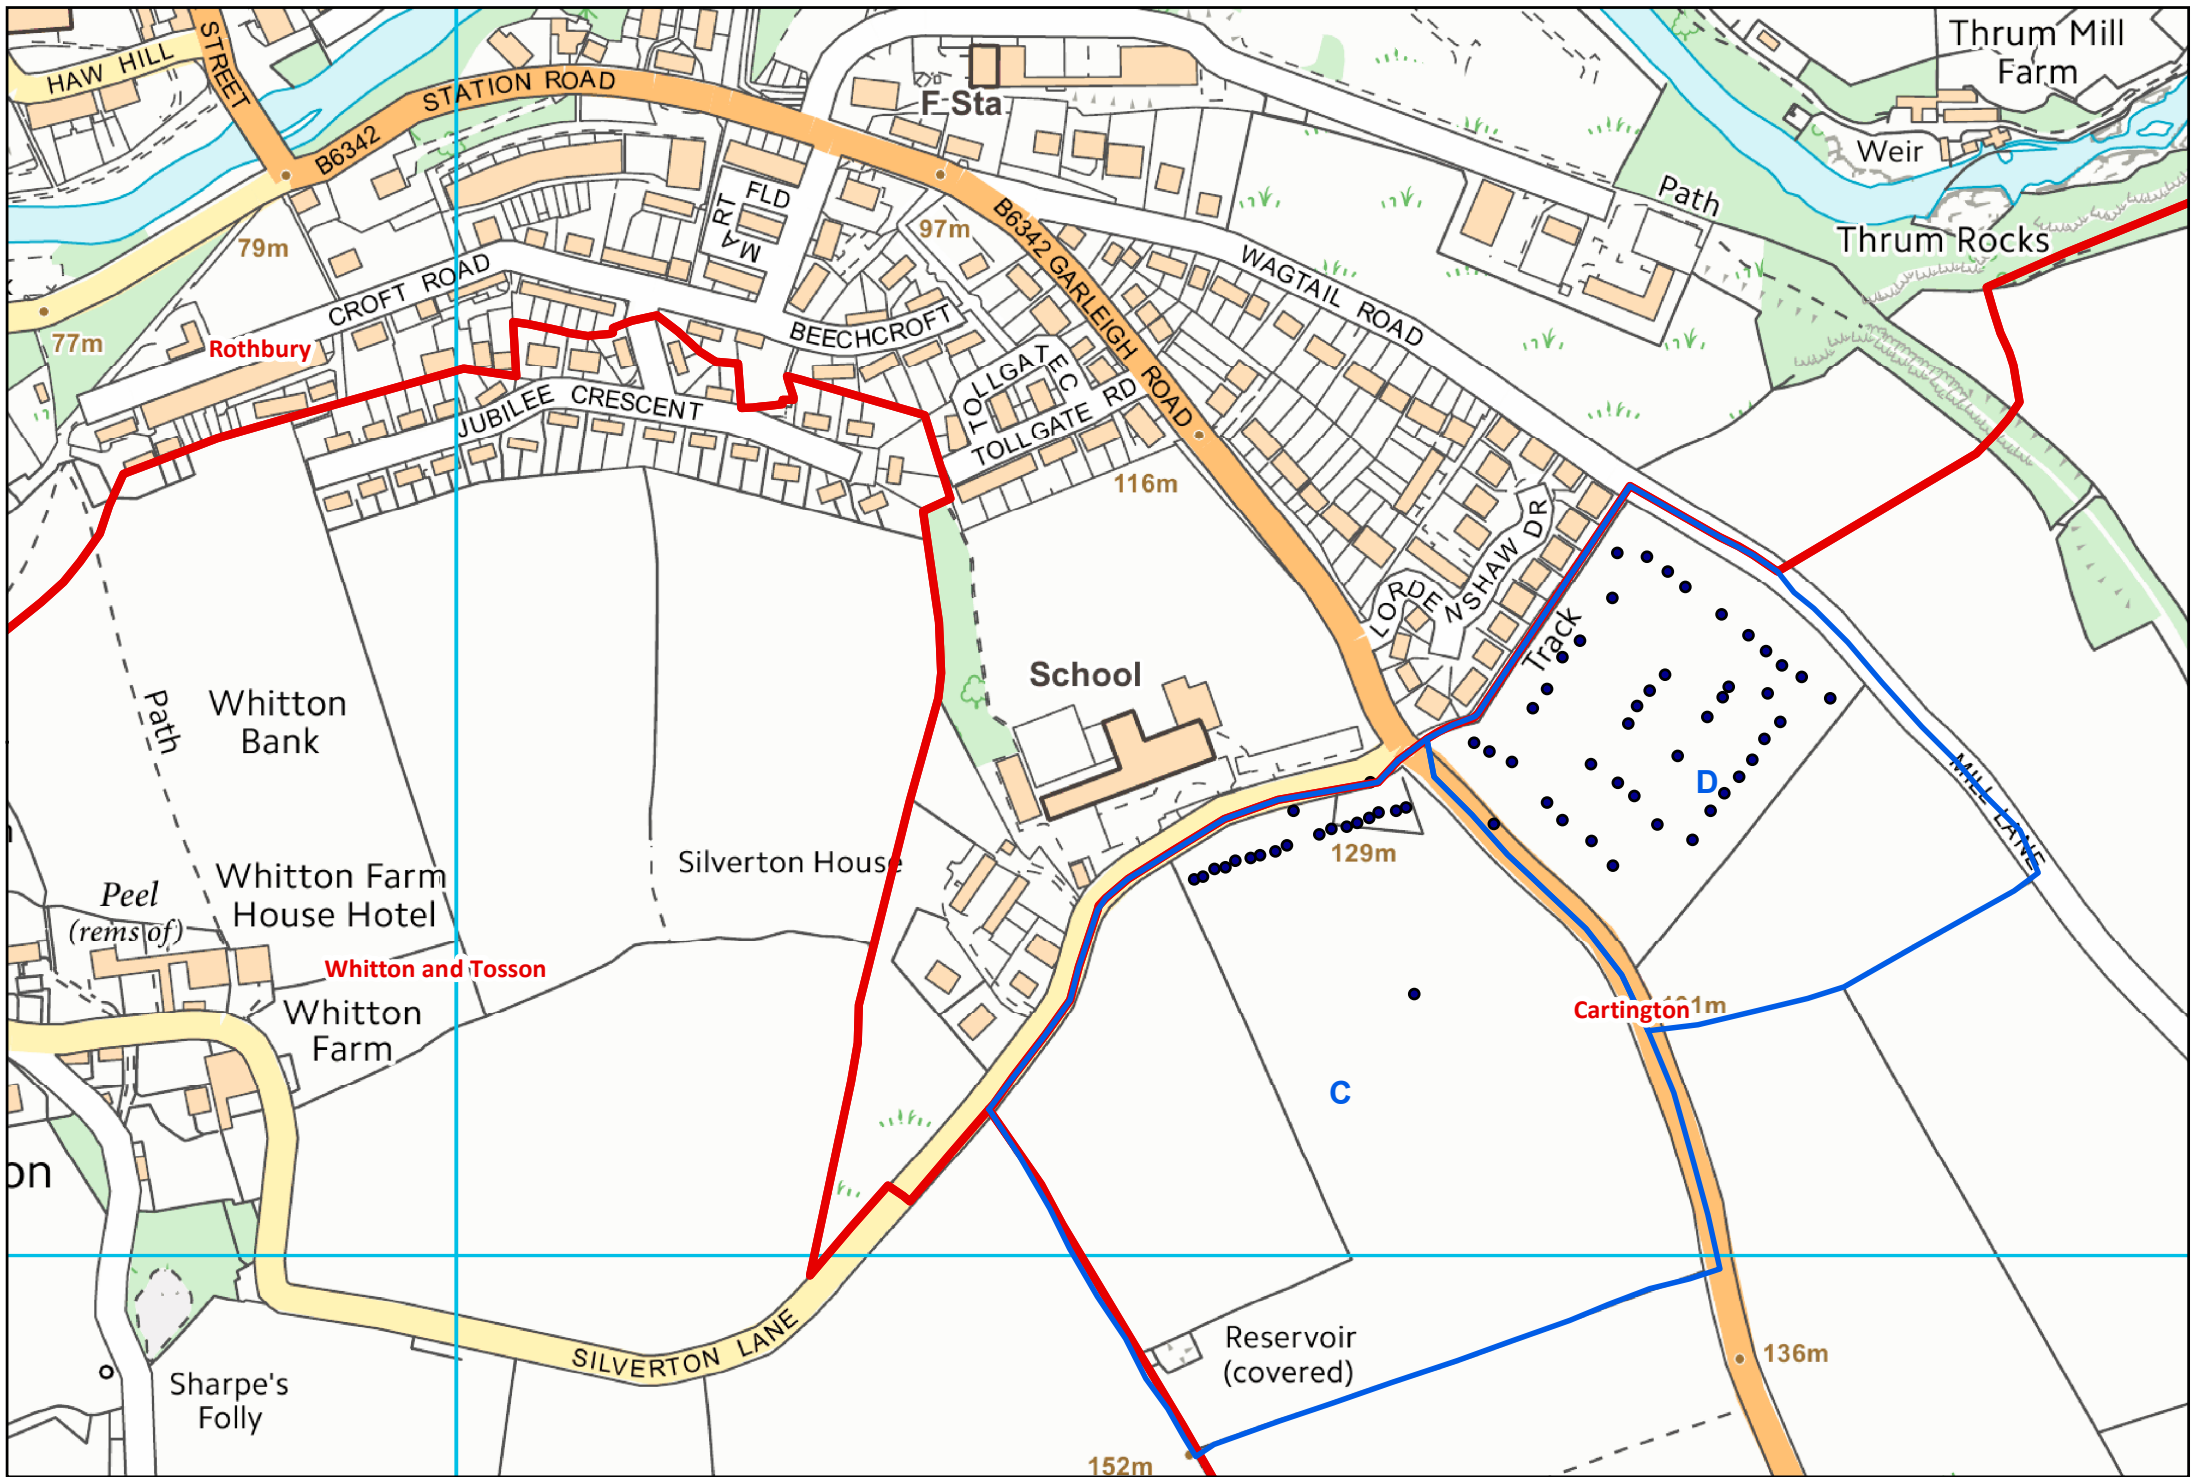 Thrum Mill
Farm
HAW HILL
STREET
STATION ROAD
B6342
F Sta
Weir
Path
Thrum Rocks
MART
FLD
97m
79m
B6342 GARLEIGH ROAD
WAGTAIL ROAD
CROFT ROAD
77m
Rothbury
BEECHCROFT
TOLLGATE C
TOLLGATE RD
JUBILEE CRESCENT
116m
LORDENSHAW DR
Track
School
Whitton
Bank
Path
D
MILL LANE
129m
Silverton House
Whitton Farm
House Hotel
Peel
(rems of)
Whitton and Tosson
Whitton
Farm
Cartington
1m
C
on
SILVERTON LANE
Reservoir
(covered)
136m
Sharpe's
Folly
152m